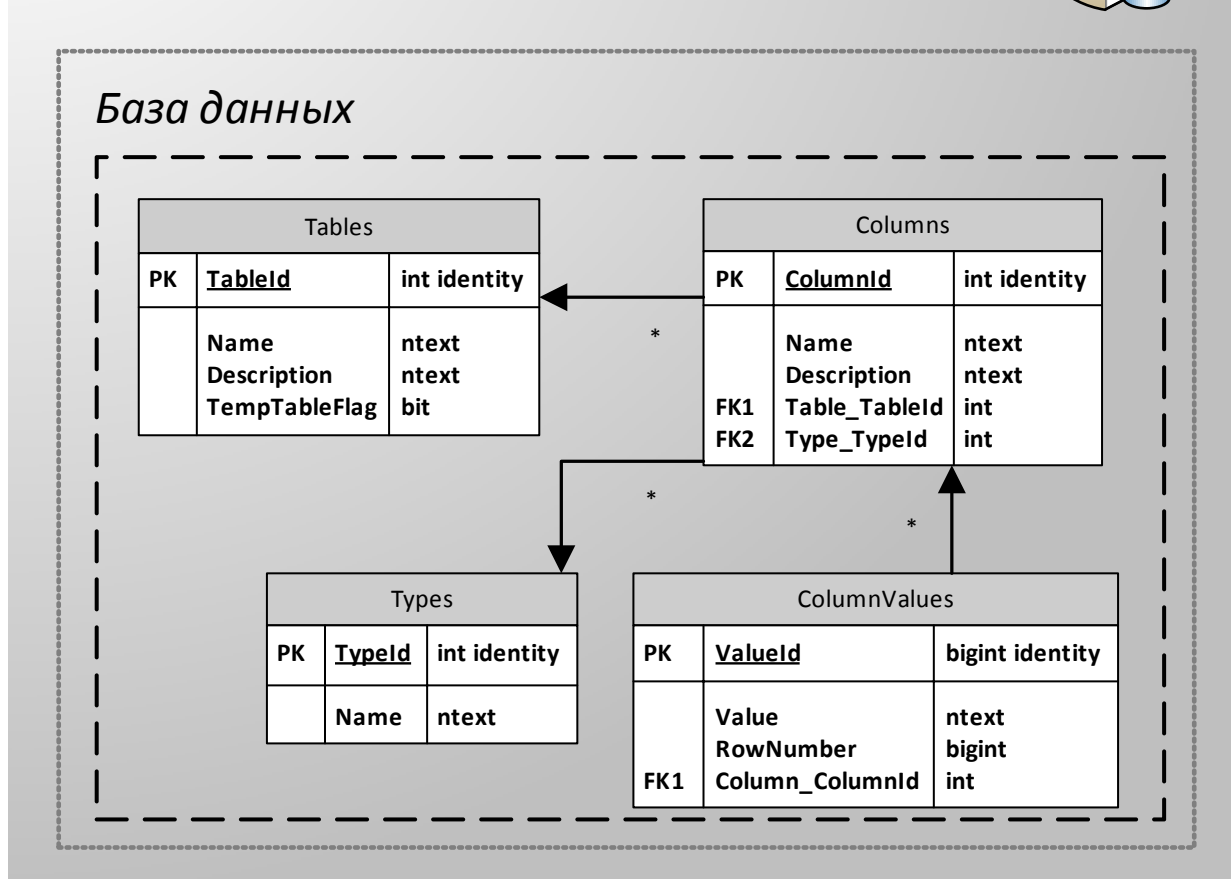 База данных
Tables
PK TableId int identity
Name ntext
Description ntext
TempTableFlag bit
Columns
PK ColumnId int identity
Name ntext
Description ntext
FK1 Table_TableId int
FK2 Type_TypeId int
*
*
*
Types
PK TypeId int identity
Name ntext
ColumnValues
PK ValueId bigint identity
Value ntext
RowNumber bigint
FK1 Column_ColumnId int